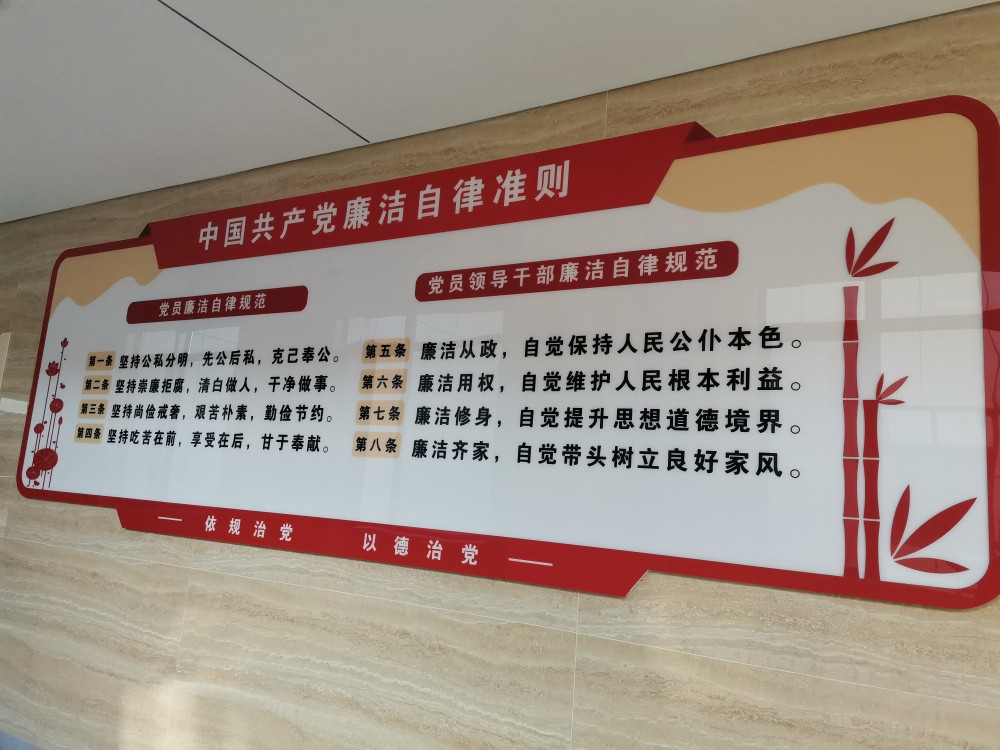 中国共产党廉洁自律准则
党员廉洁自律规范
第一条 坚持公私分明，先公后私，克己奉公。
第二条 坚持崇廉拒腐，清白做人，干净做事。
第三条 坚持尚俭戒奢，艰苦朴素，勤俭节约。
第四条 坚持吃苦在前，享受在后，甘于奉献。
党员领导干部廉洁自律规范
第五条 廉洁从政，自觉保持人民公仆本色。
第六条 廉洁用权，自觉维护人民根本利益。
第七条 廉洁修身，自觉提升思想道德境界。
第八条 廉洁齐家，自觉带头树立良好家风。
依规治党 以德治党